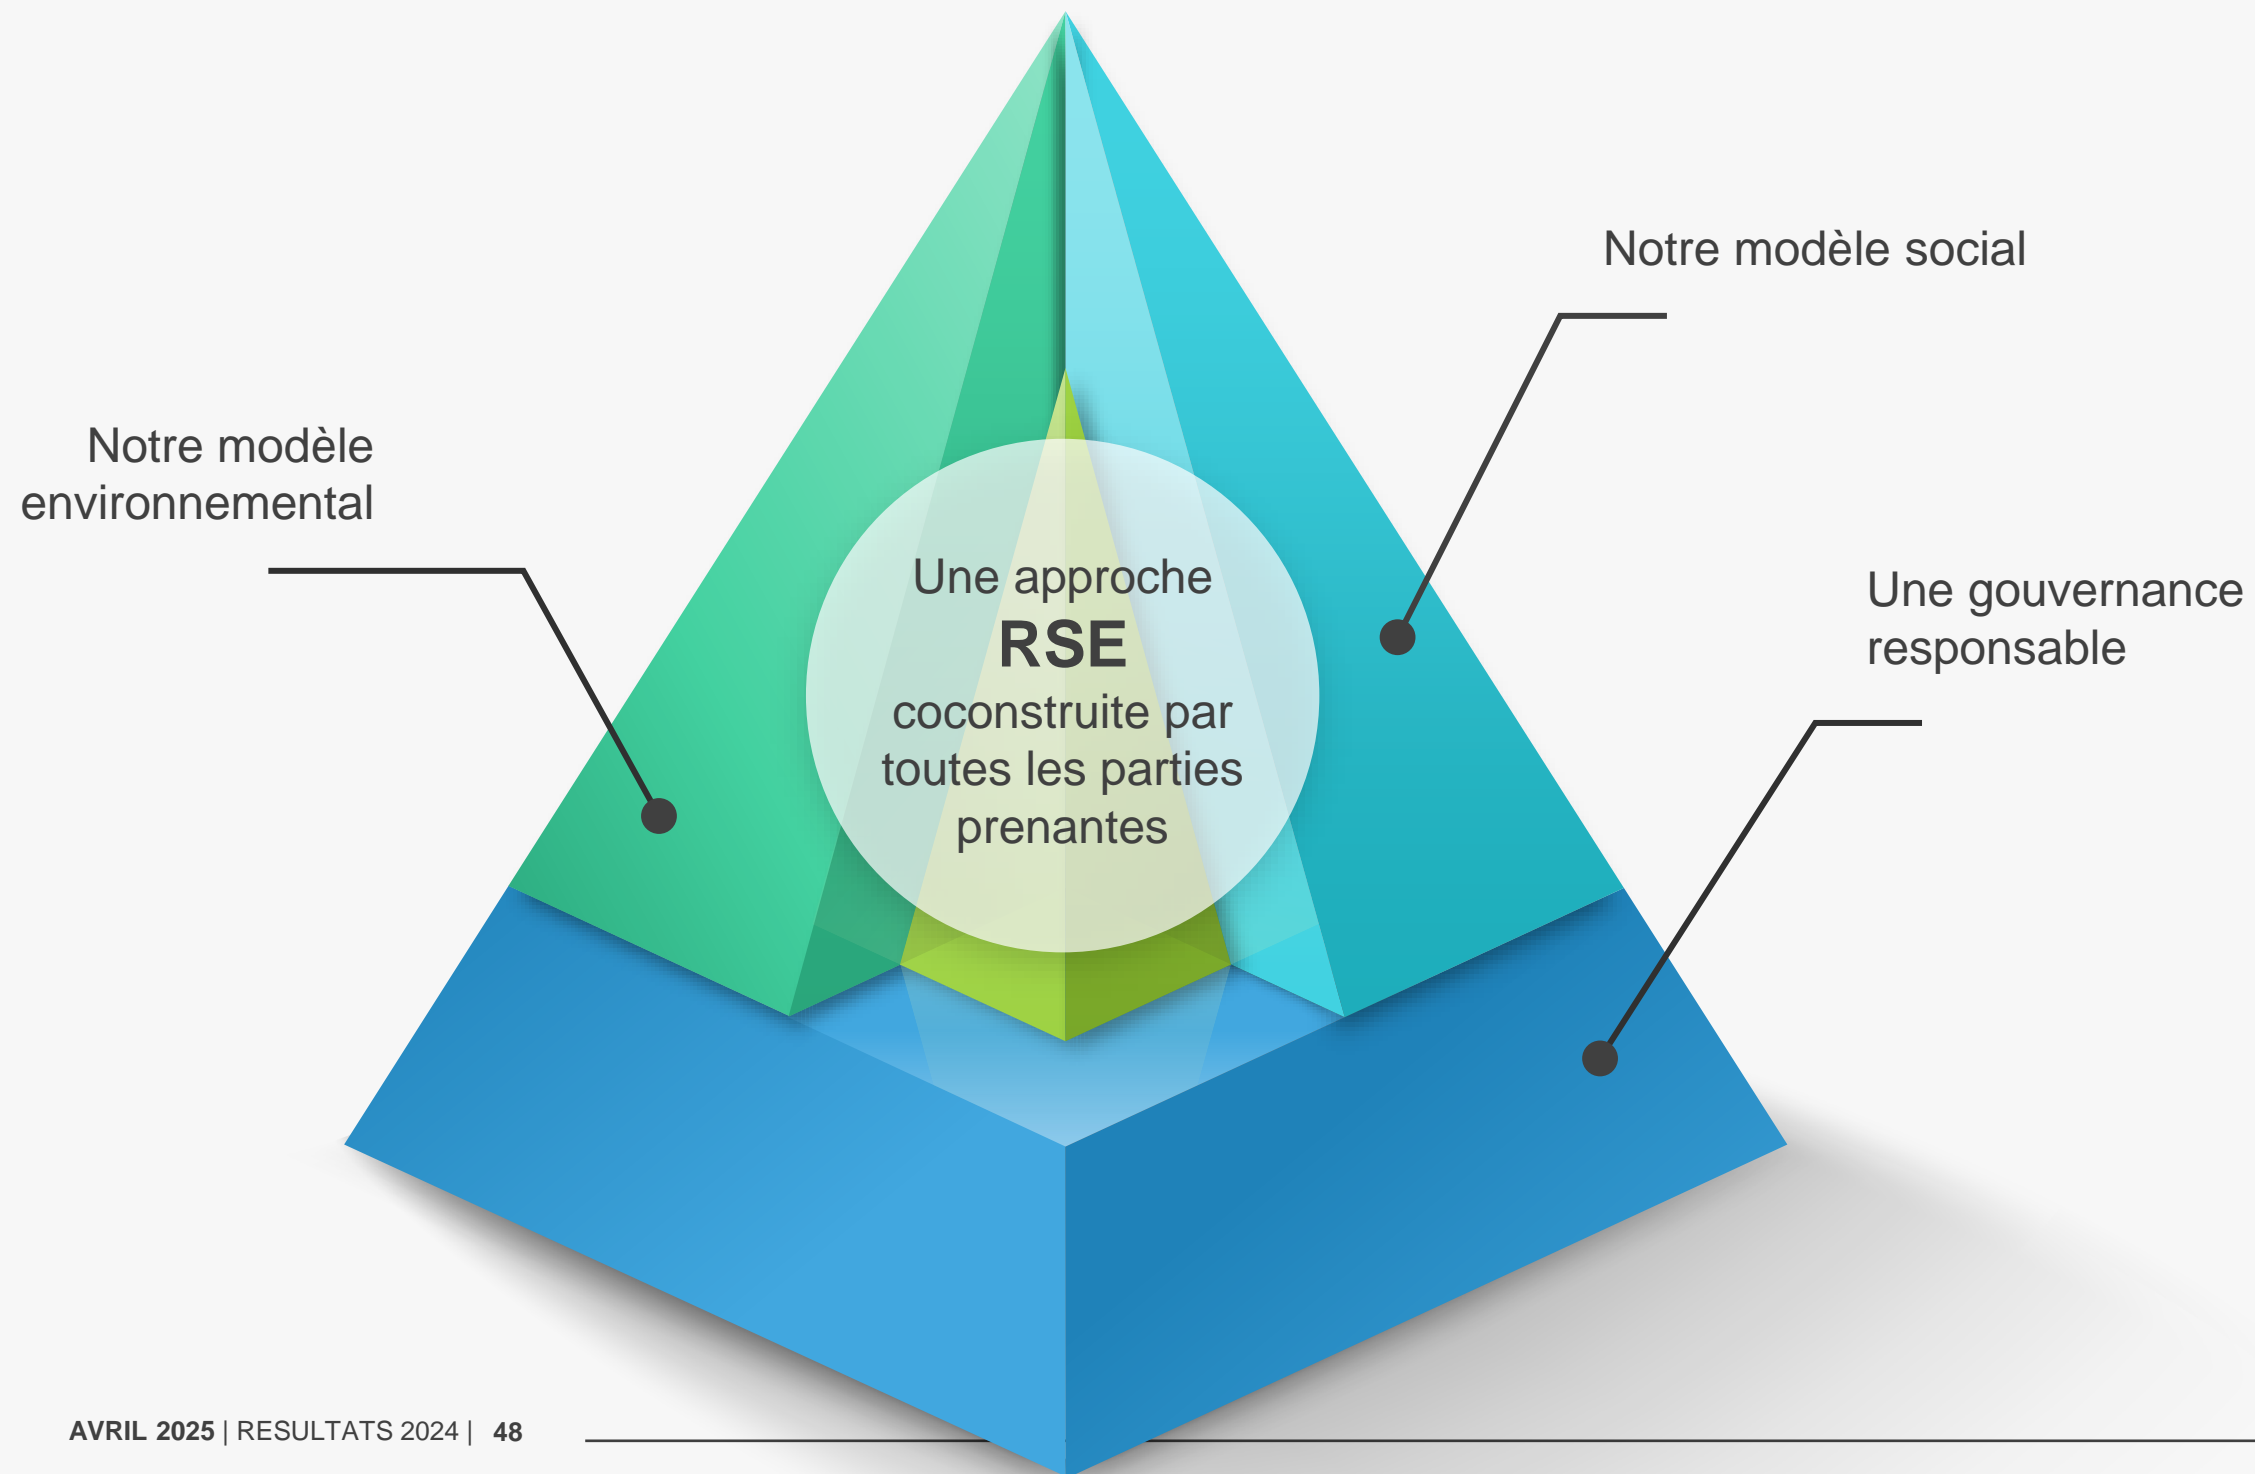 Notre modèle social
Notre modèle
environnemental
Une approche
RSE
coconstruite par
toutes les parties
prenantes
Une gouvernance
responsable
AVRIL 2025 | RESULTATS 2024 | 48